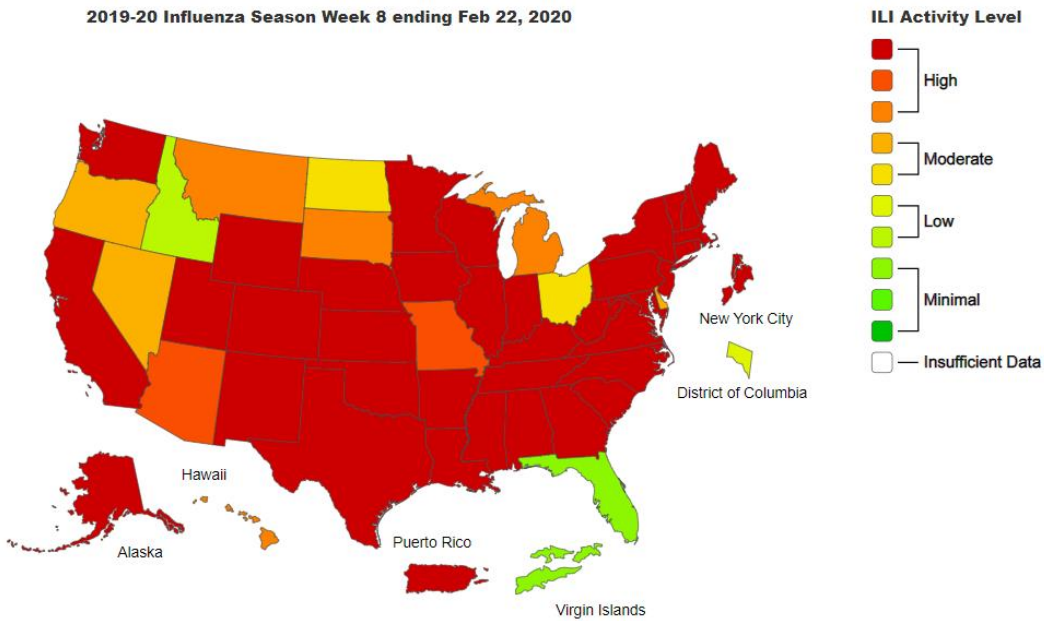 2019-20 Influenza Season Week 8 ending Feb 22, 2020
ILI Activity Level
High
Moderate
Low
Minimal
Insufficient Data
New York City
District of Columbia
Hawaii
Alaska
Puerto Rico
Virgin Islands